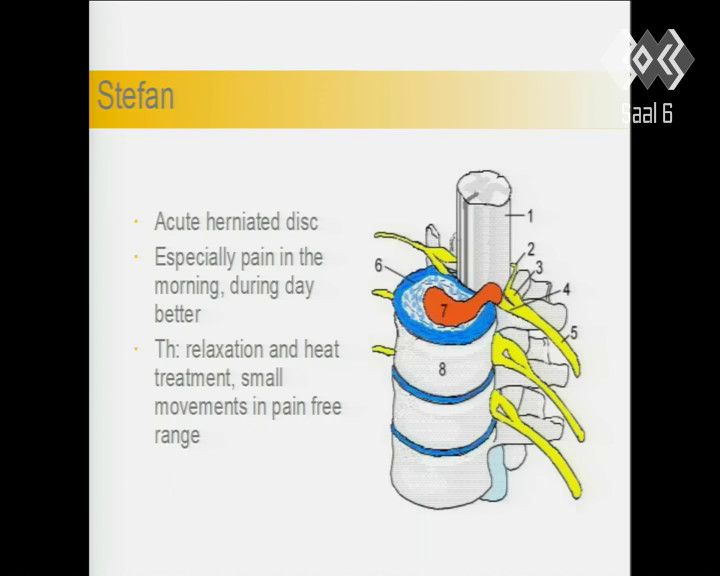 Stefan
Saal 6
Acute herniated disc
Especially pain in the
morning, during day
better
Th: relaxation and heat
treatment, small
movements in pain free
range
1
2
3
4
5
6
7
8